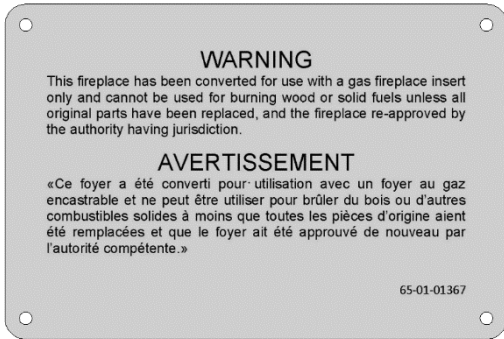 WARNING
This fireplace has been converted for use with a gas fireplace insert
only and cannot be used for burning wood or solid fuels unless all
original parts have been replaced, and the fireplace re-approved by
the authority having jurisdiction.
AVERTISSEMENT
«Ce foyer a été converti pour utilisation avec un foyer au gaz
encastrable et ne peut être utiliser pour brûler du bois ou d'autres
combustibles solides à moins que toutes les pièces d'origine aient
été remplacées et que le foyer ait été approuvé de nouveau par
l'autorité compétente.»
65-01-01367